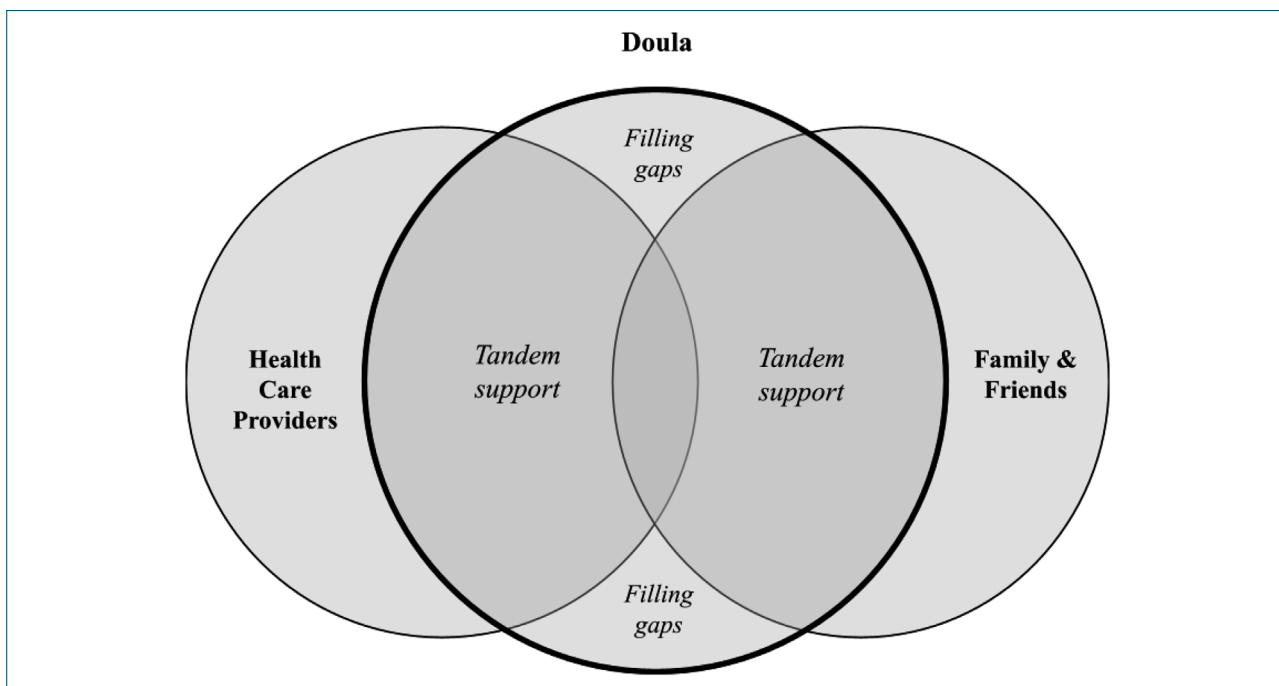 Doula
Filling
gaps
Health
Care
Providers
Tandem
support
Tandem
support
Family &
Friends
Filling
gaps